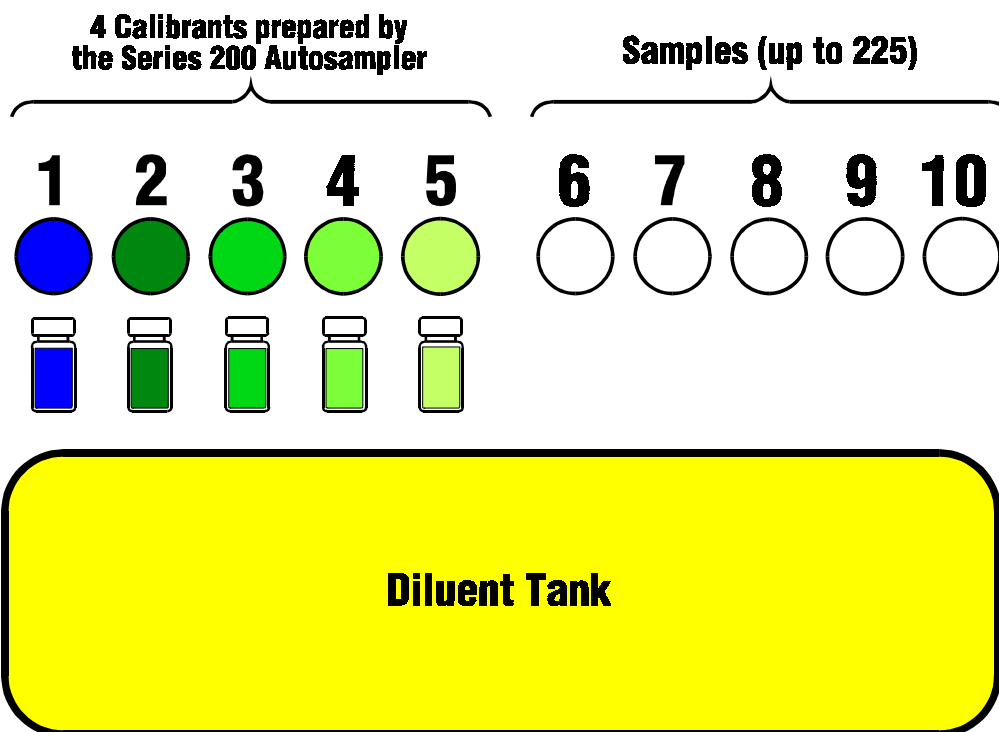 4 Calibrants prepared by
the Series 200 Autosampler
Samples (up to 225)
1 2 3 4 5 6 7 8 9 10
Diluent Tank